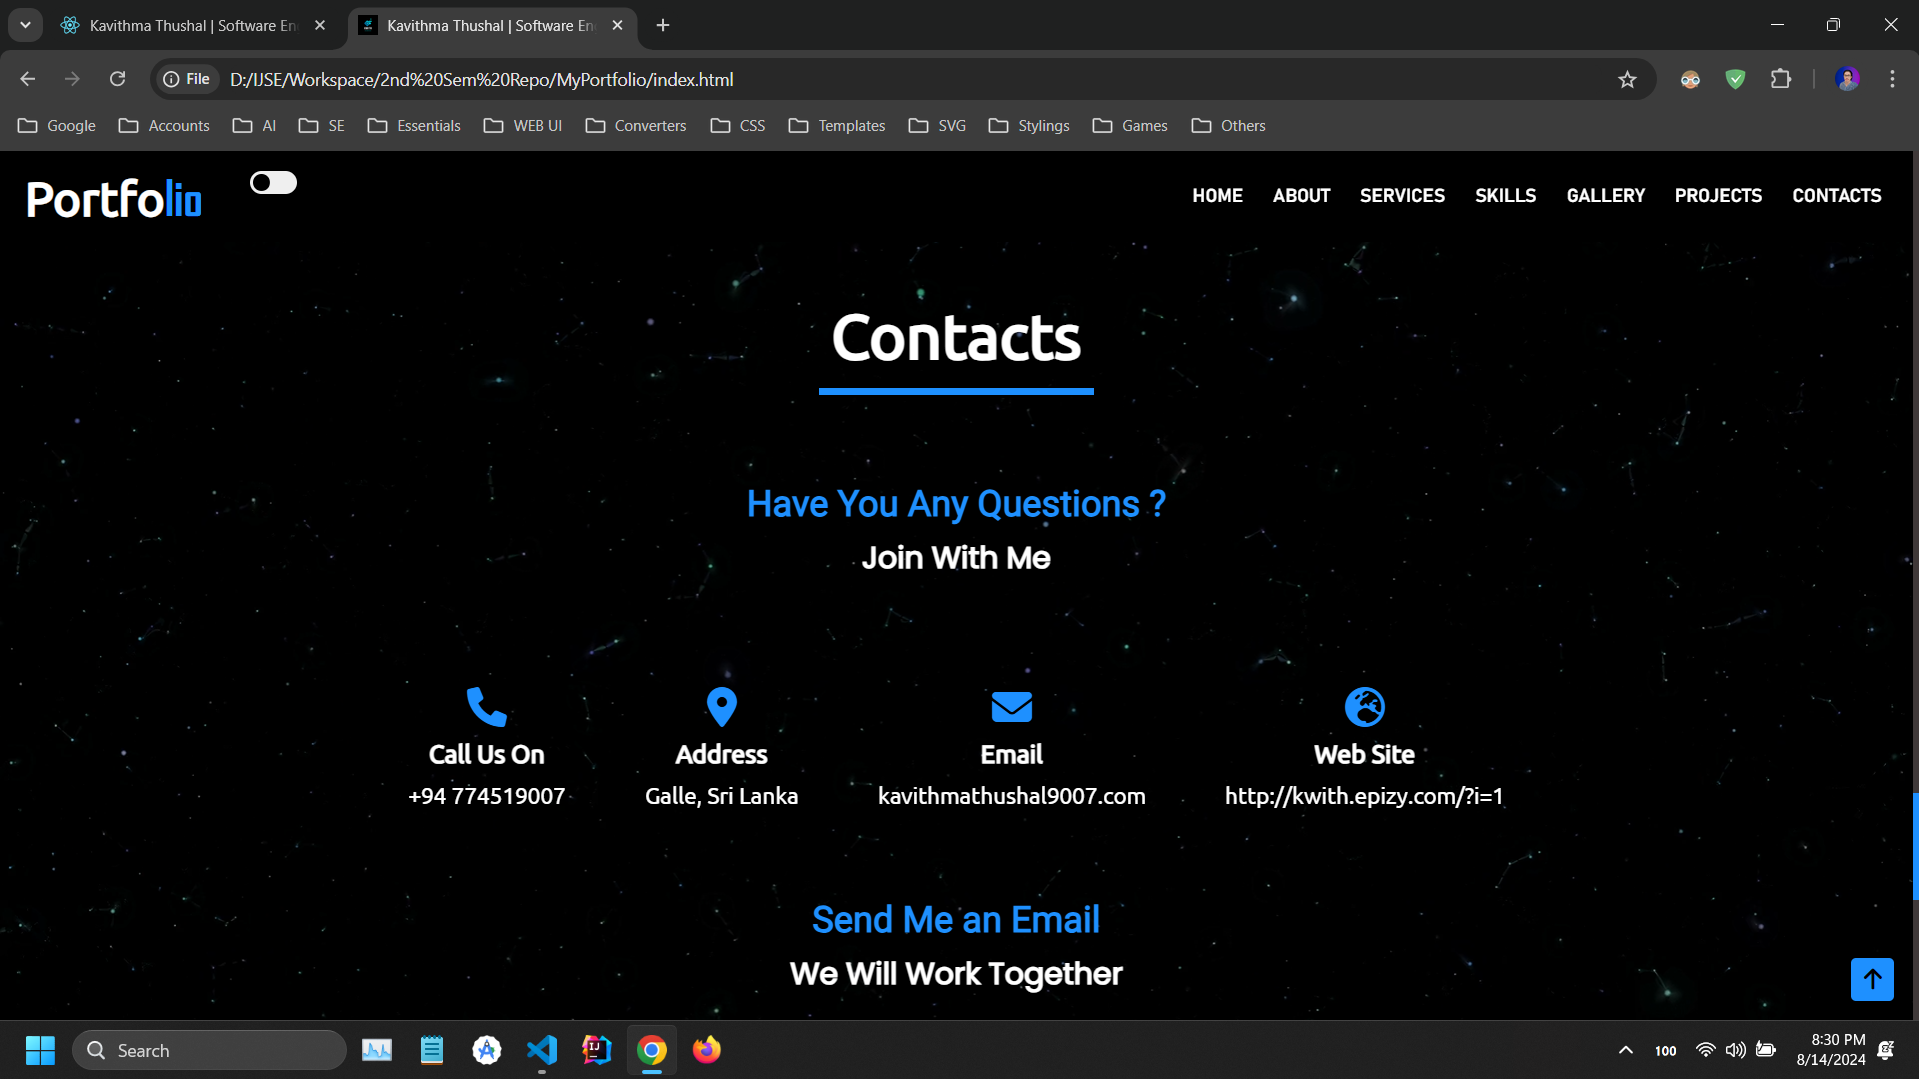 Kavithma Thushal | Software En
Kavithma Thushal | Software En
File D:/IJSE/Workspace/2nd%20Sem%20Repo/MyPortfolio/index.html
Google Accounts AI SE Essentials WEB UI Converters CSS Templates SVG Stylings Games Others
Portfolio
HOME ABOUT SERVICES SKILLS GALLERY PROJECTS CONTACTS
Contacts
Have You Any Questions ?
Join With Me
Call Us On
+94 774519007
Address
Galle, Sri Lanka
Email
kavithmathushal9007.com
Web Site
http://kwith.epizy.com/?i=1
Send Me an Email
We Will Work Together
Search
100
8:30 PM
8/14/2024